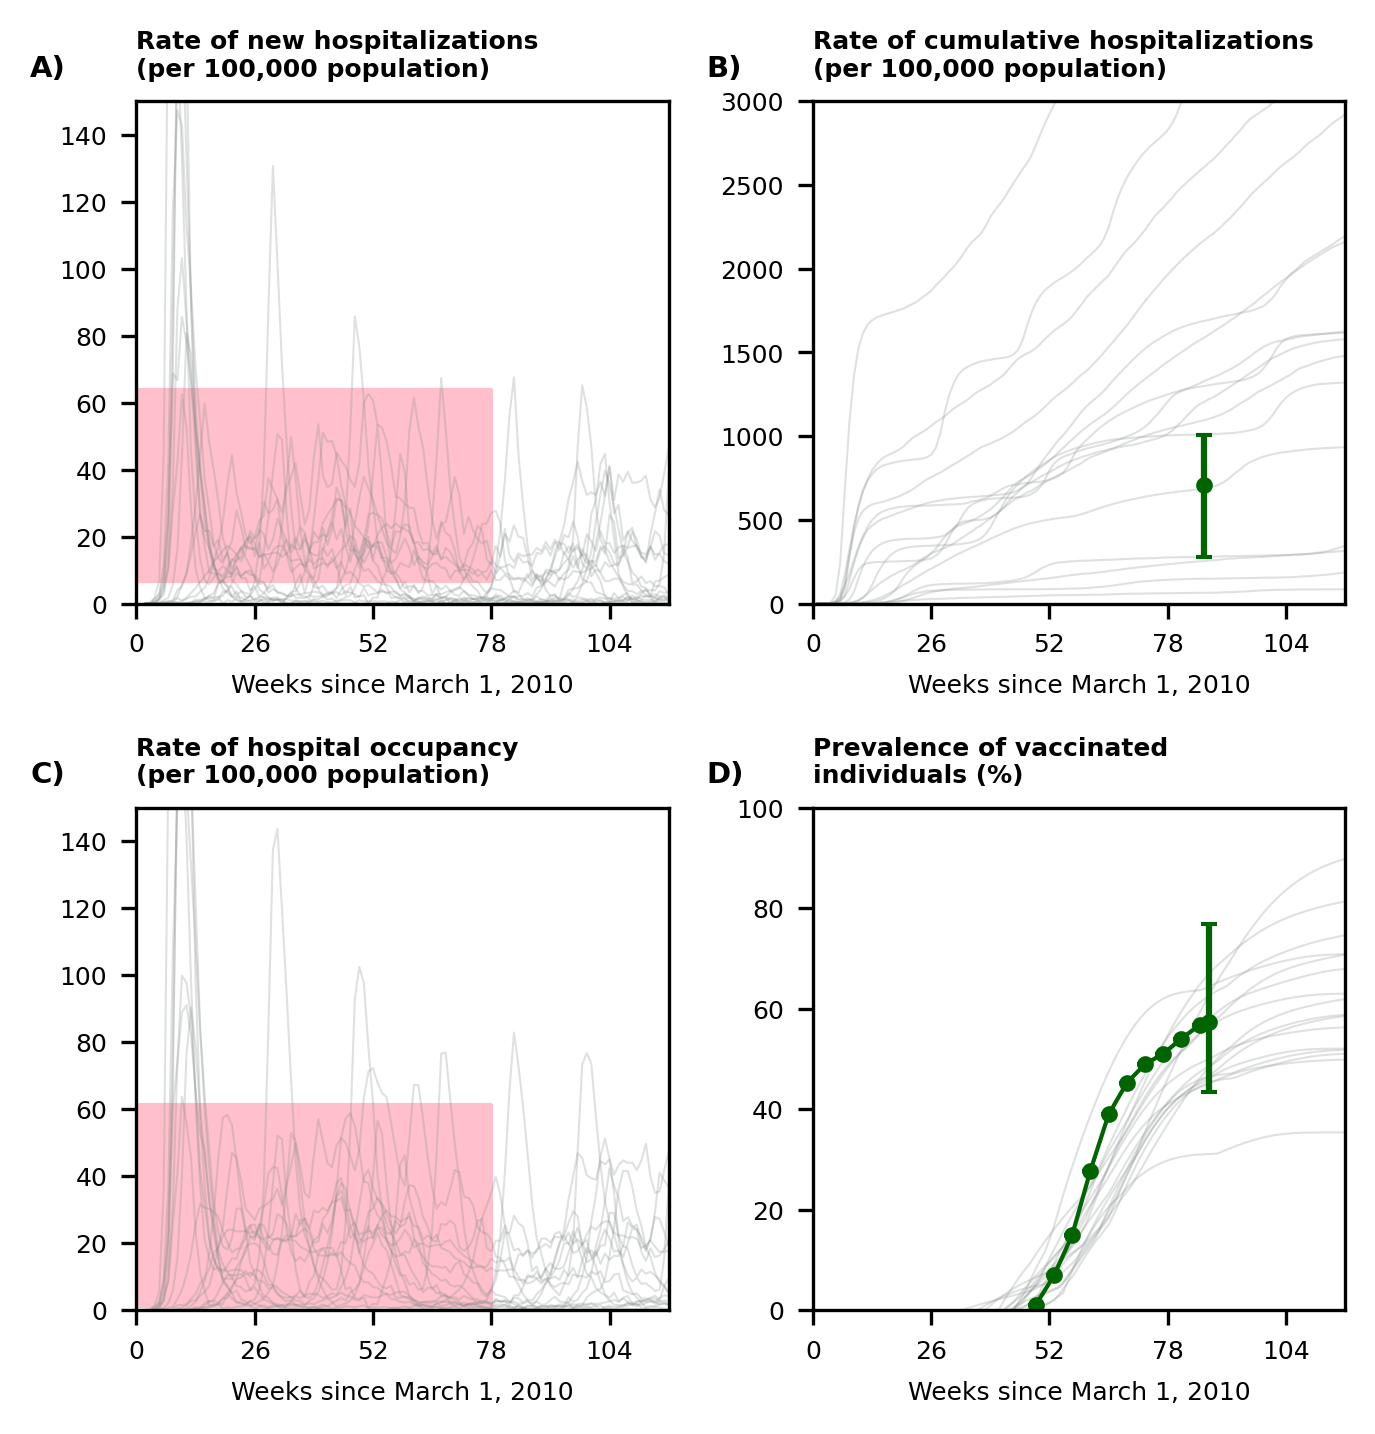 A)
Rate of new hospitalizations
(per 100,000 population)
140
120
100
80
60
40
20
0
0 26 52 78 104
Weeks since March 1, 2010
B)
Rate of cumulative hospitalizations
(per 100,000 population)
3000
2500
2000
1500
1000
500
0
0 26 52 78 104
Weeks since March 1, 2010
C)
Rate of hospital occupancy
(per 100,000 population)
140
120
100
80
60
40
20
0
0 26 52 78 104
Weeks since March 1, 2010
D)
Prevalence of vaccinated
individuals (%)
100
80
60
40
20
0
0 26 52 78 104
Weeks since March 1, 2010